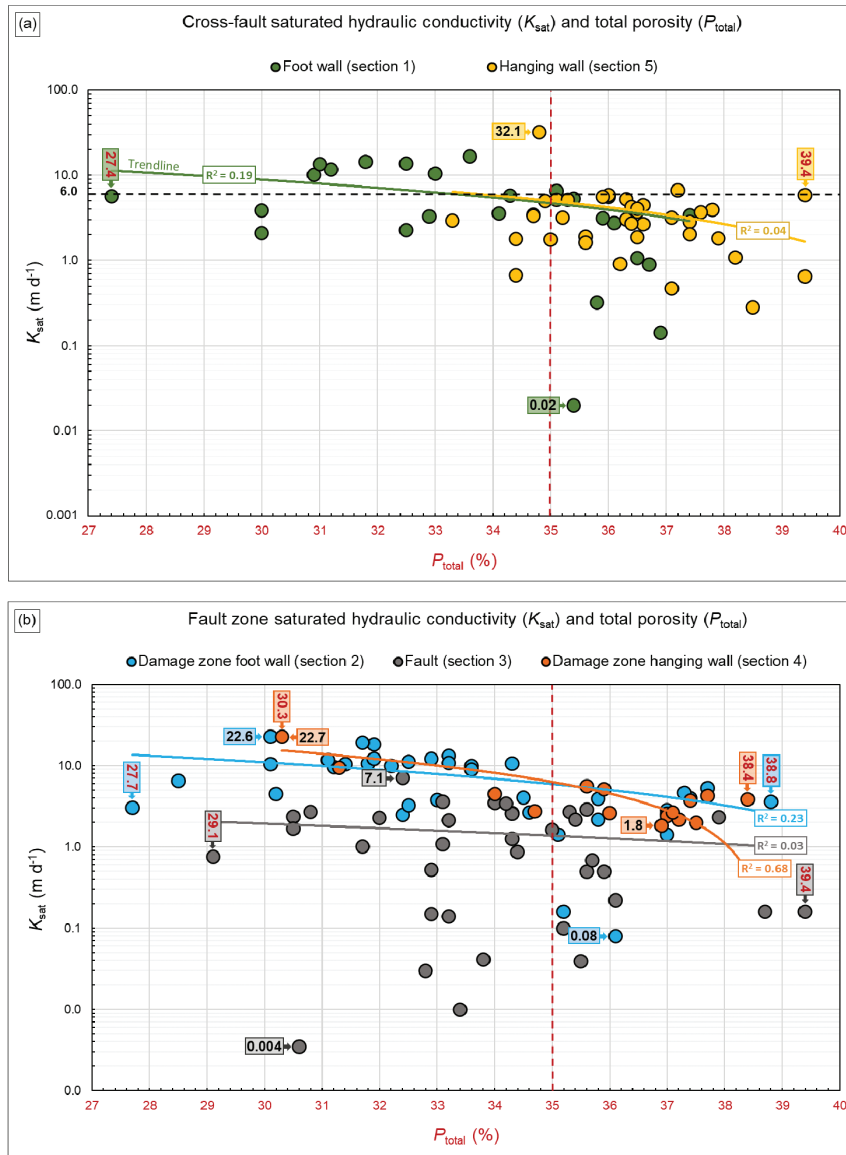 (a)
Cross-fault saturated hydraulic conductivity (Ksat) and total porosity (Ptotal)
Foot wall (section 1)
Hanging wall (section 5)
100.0
10.0
6.0
1.0
0.1
0.01
0.001
Ksat (m d-1)
27.4
Trendline
R² = 0.19
32.1
39.4
R² = 0.04
0.02
27 28 29 30 31 32 33 34 35 36 37 38 39 40
Ptotal (%)
(b)
Fault zone saturated hydraulic conductivity (Ksat) and total porosity (Ptotal)
Damage zone foot wall (section 2)
Fault (section 3)
Damage zone hanging wall (section 4)
100.0
10.0
1.0
0.1
0.0
0.0
Ksat (m d-1)
27.7
22.6
30.3
22.7
7.1
29.1
0.004
1.8
0.08
38.4
38.8
R² = 0.23
R² = 0.03
R² = 0.68
39.4
27 28 29 30 31 32 33 34 35 36 37 38 39 40
Ptotal (%)